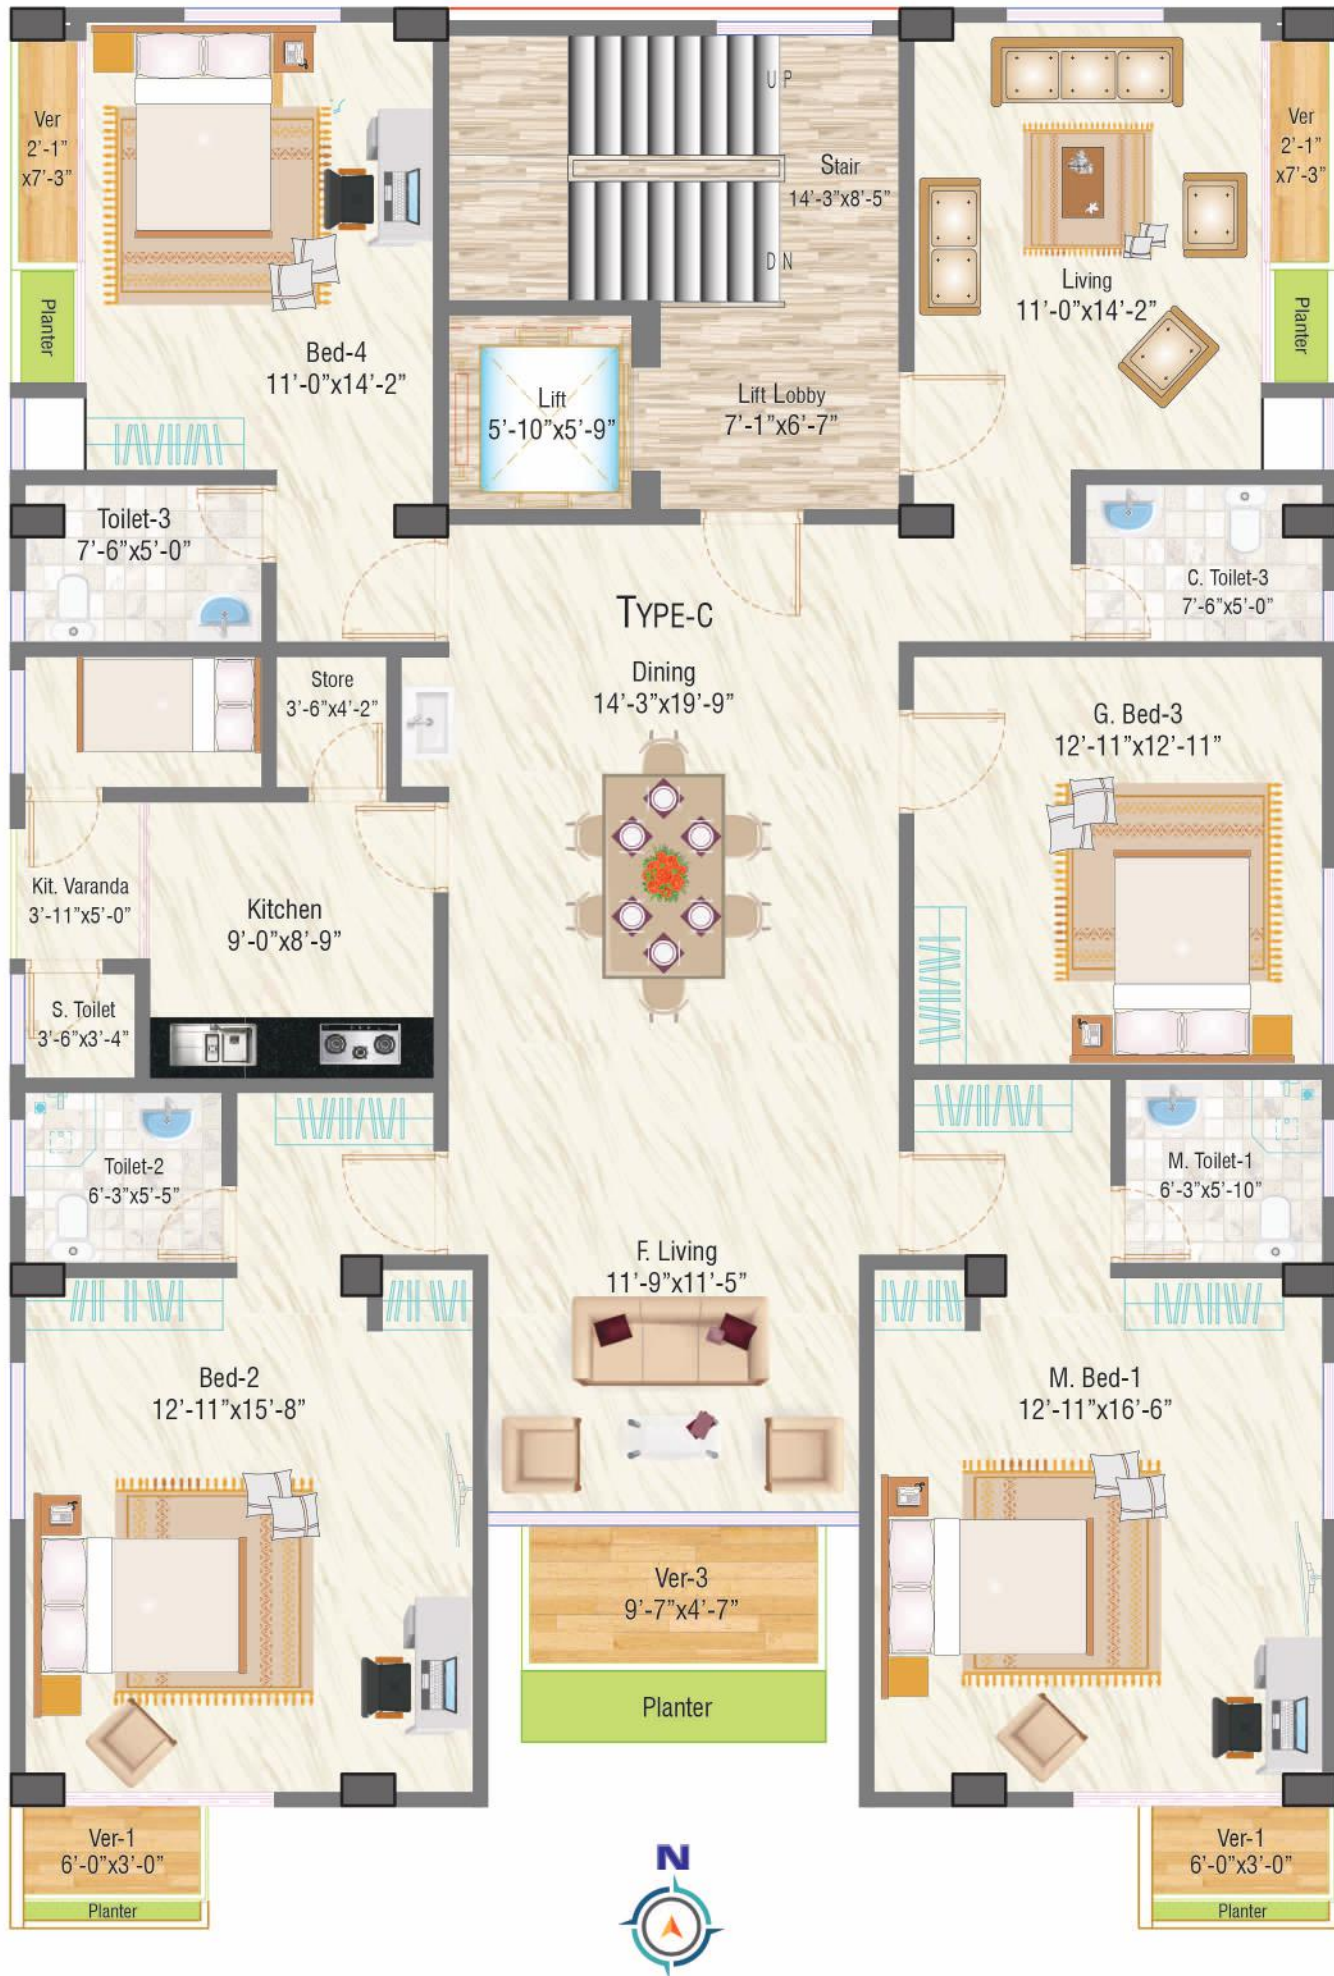 Ver
2'-1"
x7'-3"
Planter
Bed-4
11'-0"x14'-2"
UP
DN
Stair
14'-3"x8'-5"
Living
11'-0"x14'-2"
Ver
2'-1"
x7'-3"
Planter
Lift
5'-10"x5'-9"
Lift Lobby
7'-1"x6'-7"
Toilet-3
7'-6"x5'-0"
C. Toilet-3
7'-6"x5'-0"
TYPE-C
Dining
14'-3"x19'-9"
Store
3'-6"x4'-2"
G. Bed-3
12'-11"x12'-11"
Kit. Varanda
3'-11"x5'-0"
Kitchen
9'-0"x8'-9"
S. Toilet
3'-6"x3'-4"
Toilet-2
6'-3"x5'-5"
M. Toilet-1
6'-3"x5'-10"
F. Living
11'-9"x11'-5"
Bed-2
12'-11"x15'-8"
M. Bed-1
12'-11"x16'-6"
Ver-3
9'-7"x4'-7"
Planter
Ver-1
6'-0"x3'-0"
Planter
Ver-1
6'-0"x3'-0"
Planter
N